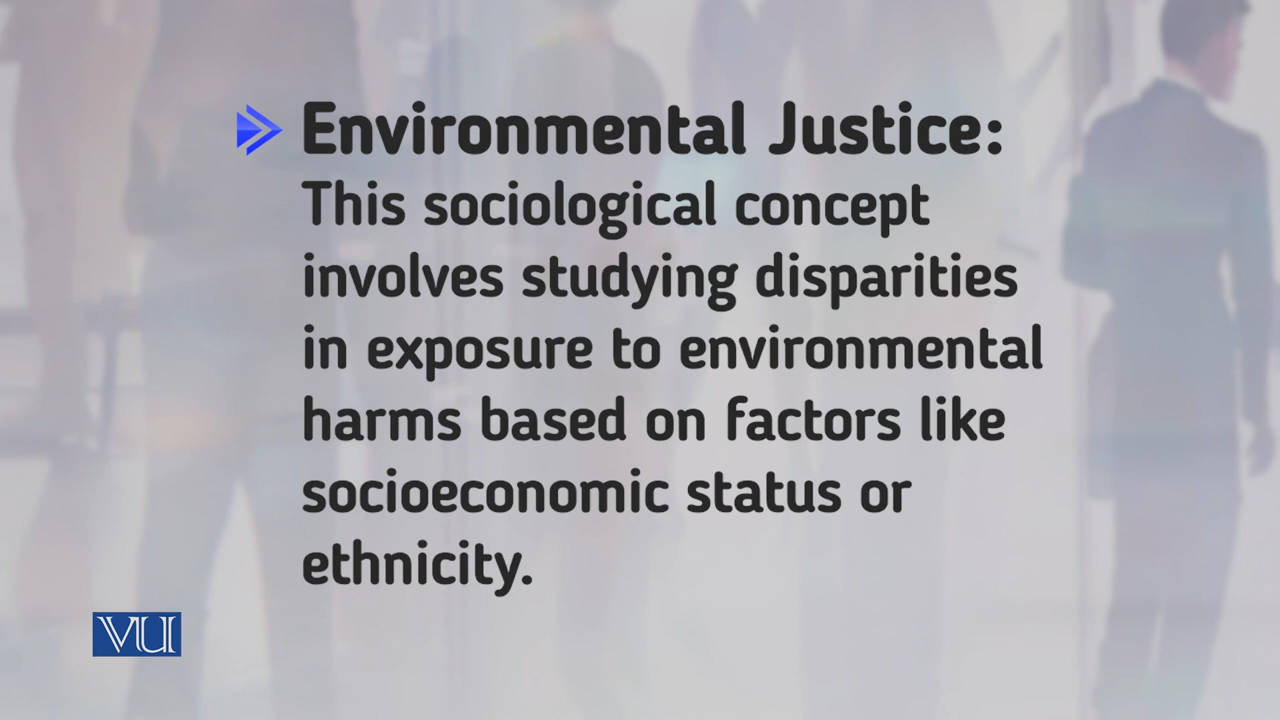 Environmental Justice:
This sociological concept
involves studying disparities
in exposure to environmental
harms based on factors like
socioeconomic status or
ethnicity.
VU